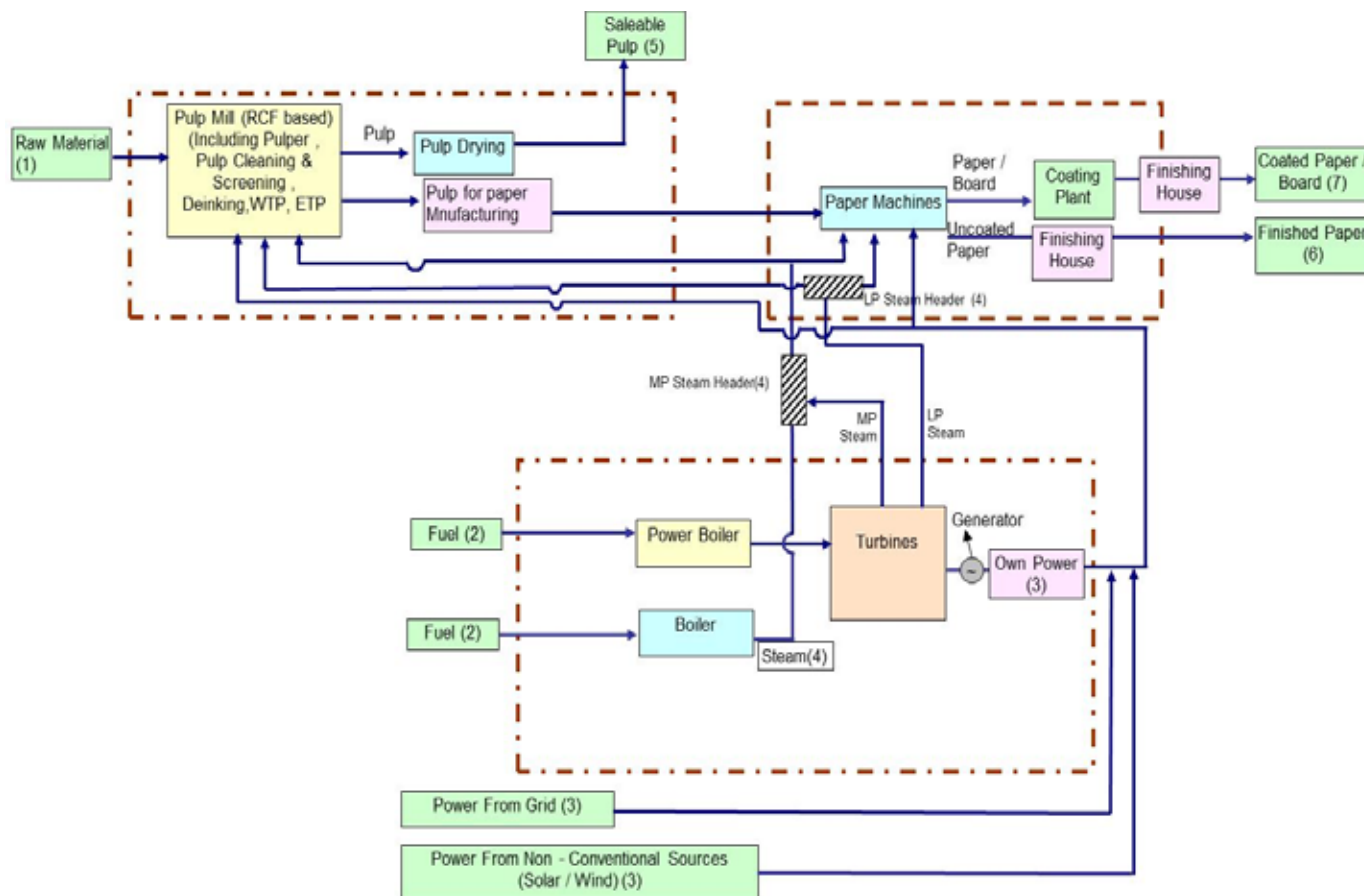 Saleable
Pulp (5)
Raw Material
(1)
Pulp Mill (RCF based)
(Including Pulper ,
Pulp Cleaning &
Screening ,
Deinking,WTP, ETP
Pulp
Pulp Drying
Pulp for paper
Mnufacturing
Paper Machines
Paper /
Board
Coating
Plant
Finishing
House
Coated Paper /
Board (7)
Uncoated
Paper
Finishing
House
Finished Paper
(6)
LP Steam Header (4)
MP Steam Header(4)
MP
Steam
LP
Steam
Fuel (2)
Power Boiler
Turbines
Generator
~
Own Power
(3)
Fuel (2)
Boiler
Steam(4)
Power From Grid (3)
Power From Non - Conventional Sources
(Solar / Wind) (3)